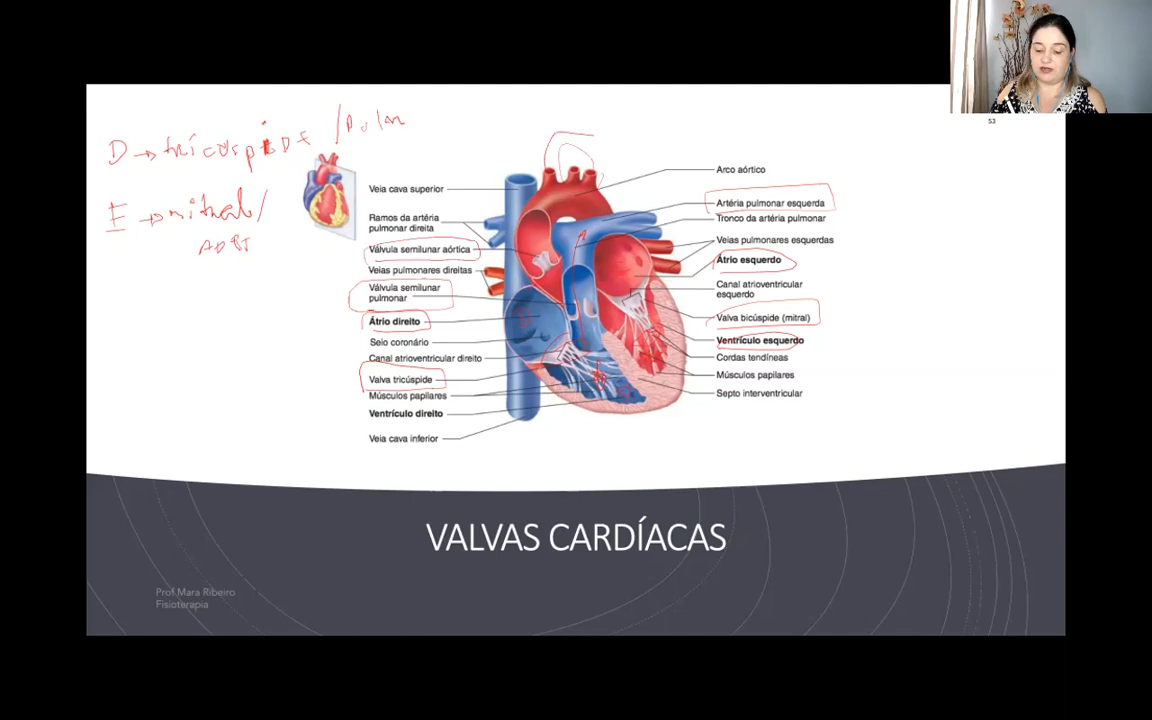 53
D → tricuspide / Pulm
E → mitral /
Veia cava superior
Ramos da artéria
pulmonar direita
Válvula semilunar aórtica
Veias pulmonares direitas
Válvula semilunar
pulmonar
Átrio direito
Seio coronário
Canal atrioventricular direito
Valva tricúspide
Músculos papilares
Ventrículo direito
Veia cava inferior
Arco aórtico
Artéria pulmonar esquerda
Tronco da artéria pulmonar
Veias pulmonares esquerdas
Átrio esquerdo
Canal atrioventricular
esquerdo
Valva bicúspide (mitral)
Ventrículo esquerdo
Cordas tendíneas
Músculos papilares
Septo interventricular
VALVAS CARDÍACAS
Prof Mara Ribeiro
Fisioterapia